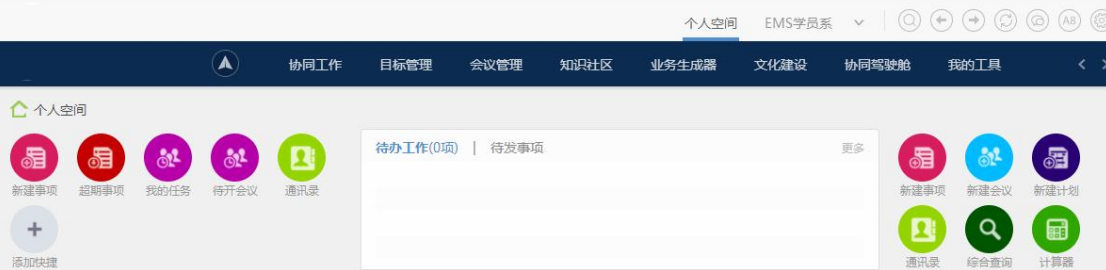 个人空间 EMS学员系 A8
协同工作 目标管理 会议管理 知识社区 业务生成器 文化建设 协同驾驶舱 我的工具
个人空间
待办工作(0项) | 待发事项 更多
新建事项 超期事项 我的任务 待开会议 通讯录
新建事项 新建会议 新建计划
添加快捷
通讯录 综合查询 计算器